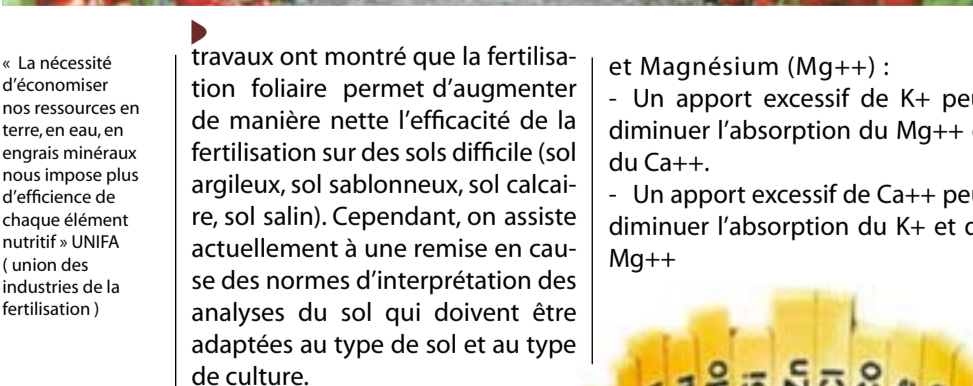 « La nécessité
d’économiser
nos ressources en
terre, en eau, en
engrais minéraux
nous impose plus
d’efficience de
chaque élément
nutritif » UNIFA
( union des
industries de la
fertilisation )
travaux ont montré que la fertilisa-
tion foliaire permet d’augmenter
de manière nette l’efficacité de la
fertilisation sur des sols difficile (sol
argileux, sol sablonneux, sol calcai-
re, sol salin). Cependant, on assiste
actuellement à une remise en cau-
se des normes d’interprétation des
analyses du sol qui doivent être
adaptées au type de sol et au type
de culture.
et Magnésium (Mg++) :
- Un apport excessif de K+
diminuer l’absorption du Mg++
du Ca++.
- Un apport excessif de Ca++
diminuer l’absorption du K+ et
Mg++